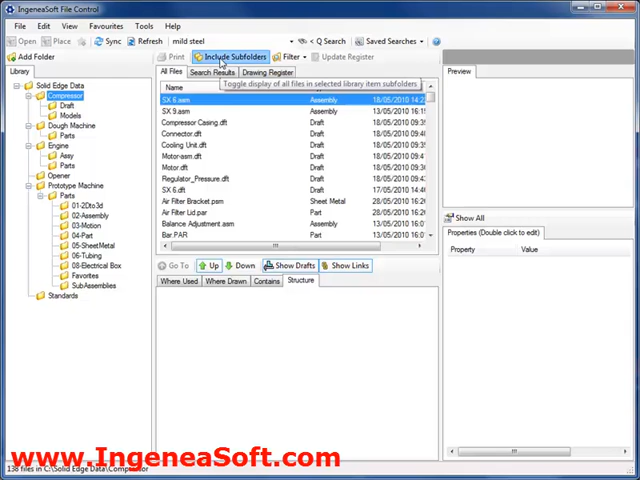 IngeneaSoft File Control
File Edit View Favourites Tools Help
Open Place Sync Refresh mild steel < Q Search Saved Searches
Add Folder Print Include Subfolders Filter Update Register
Library All Files Search Results Drawing Register Preview
Toggle display of all files in selected library item subfolders
Name
SX 6.asm Assembly 18/05/2010 14:2
SX 9.asm Assembly 13/05/2010 16:0
Connector.dft Draft 18/05/2010 09:4
Compressor Casing.dft Draft 18/05/2010 09:4
Cooling Unit.dft Draft 18/05/2010 09:4
Motor-asm.dft Draft 18/05/2010 09:4
Motor.dft Draft 18/05/2010 09:4
Regulator_Pressure.dft Draft 18/05/2010 09:4
SX 6.dft Draft 17/05/2010 14:4
Air Filter Bracket.psm Sheet Metal 28/05/2010 16:
Air Filter Lid.par Part 28/05/2010 16:
Balance Adjustment.asm Assembly 13/05/2010 16:0
Bar.PAR Part 13/05/2010 16:0
Solid Edge Data
Compressor
Draft
Models
Dough Machine
Parts
Engine
Assy
Parts
Opener
Prototype Machine
Parts
01-2Dto3d
02-Assembly
03-Motion
04-Part
05-SheetMetal
06-Tubing
08-Electrical Box
Favorites
SubAssemblies
Standards
Go To Up Down Show Drafts Show Links
Where Used Where Drawn Contains Structure
Show All
Properties (Double click to edit)
Property Value
www.IngeneaSoft.com
138 files in C:\Solid Edge Data\Compressor